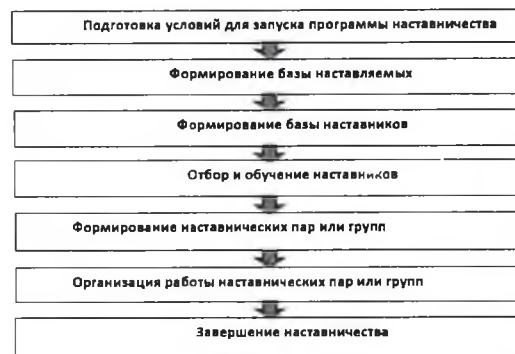 Подготовка условий для запуска программы наставничества
Формирование базы наставляемых
Формирование базы наставников
Отбор и обучение наставников
Формирование наставнических пар или групп
Организация работы наставнических пар или групп
Завершение наставничества